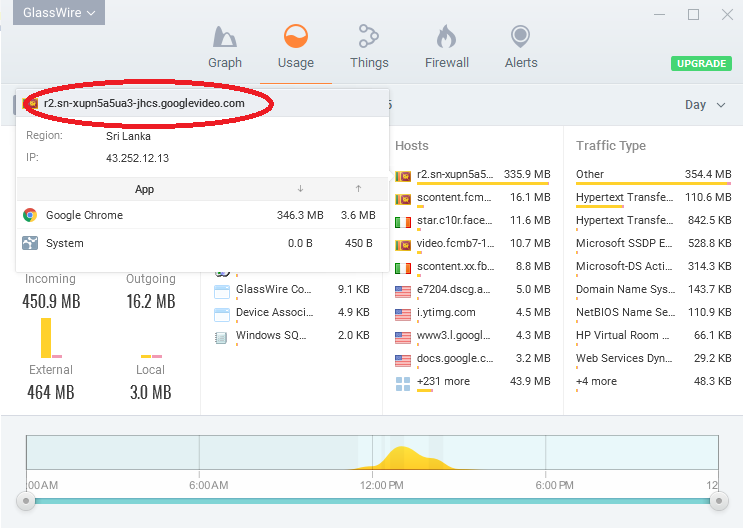 GlassWire
Graph
Usage
Things
Firewall
Alerts
UPGRADE
Day
r2.sn-xupn5a5ua3-jhcs.googlevideo.com
Region: Sri Lanka
IP: 43.252.12.13
App ↓ ↑
Google Chrome 346.3 MB 3.6 MB
System 0.0 B 450 B
Incoming Outgoing
450.9 MB 16.2 MB
External Local
464 MB 3.0 MB
GlassWire Co... 9.1 KB
Device Associ... 4.9 KB
Windows SQ... 2.0 KB
Hosts
r2.sn-xupn5a5... 335.9 MB
scontent.fcm... 16.1 MB
star.c10r.face... 11.6 MB
video.fcmb7-1... 10.7 MB
scontent.xx.fb... 8.8 MB
e7204.dscg.a... 5.0 MB
i.ytimg.com 5.0 MB
www3.l.googl... 4.3 MB
docs.google.c... 3.2 MB
+231 more 43.9 MB
Traffic Type
Other 354.4 MB
Hypertext Transfe... 110.6 MB
Hypertext Transfe... 842.5 KB
Microsoft SSDP E... 528.8 KB
Microsoft-DS Acti... 314.3 KB
Domain Name Sys... 143.7 KB
NetBIOS Name Ser... 110.9 KB
HP Virtual Room ... 66.1 KB
Web Services Dyn... 29.2 KB
+4 more 48.3 KB
:00AM 6:00AM 12:00PM 6:00PM 12